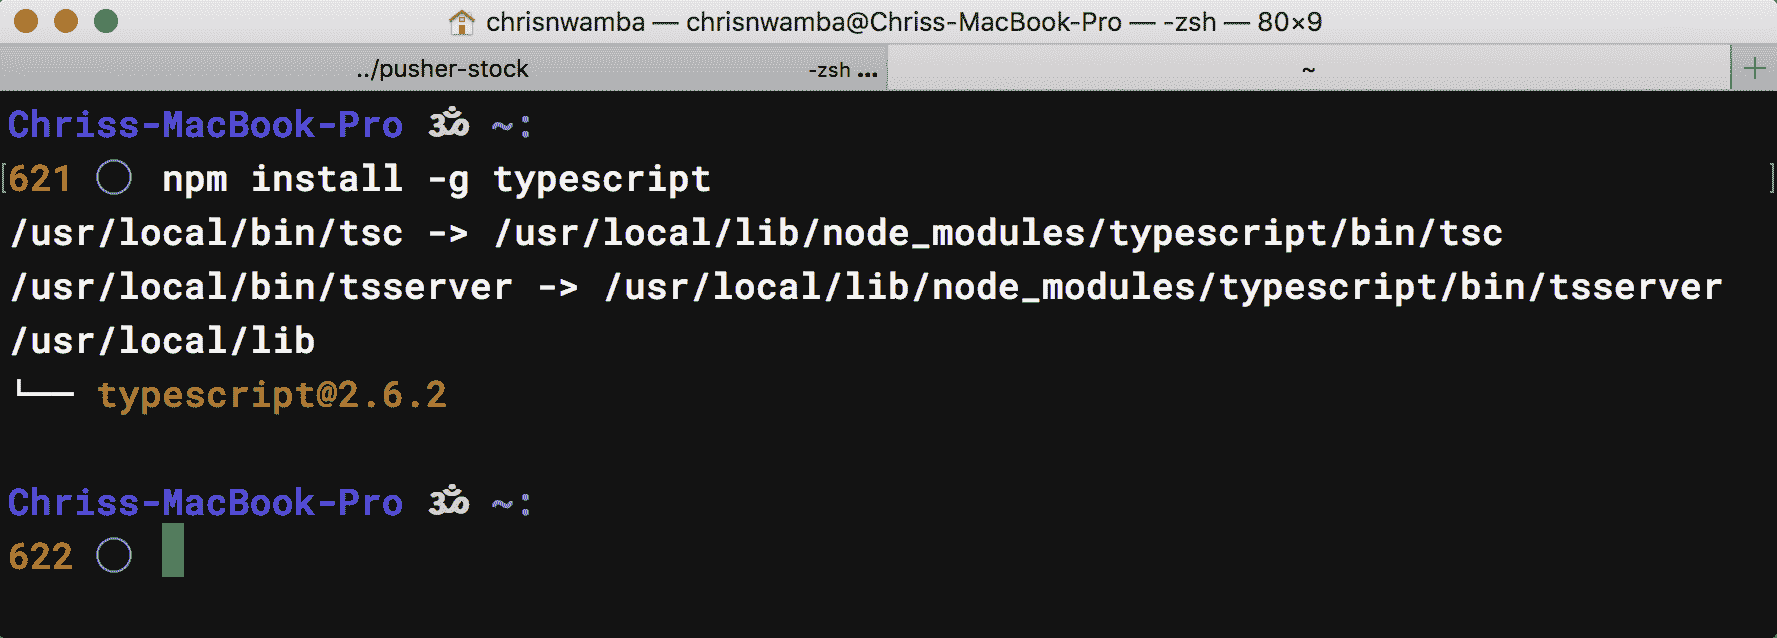 chrisnwamba — chrisnwamba@Chriss-MacBook-Pro — -zsh — 80×9
../pusher-stock -zsh ... ~ +
Chriss-MacBook-Pro ॐ ~:
[621 ◯ npm install -g typescript ]
/usr/local/bin/tsc -> /usr/local/lib/node_modules/typescript/bin/tsc
/usr/local/bin/tsserver -> /usr/local/lib/node_modules/typescript/bin/tsserver
/usr/local/lib
└── typescript@2.6.2
Chriss-MacBook-Pro ॐ ~:
622 ◯